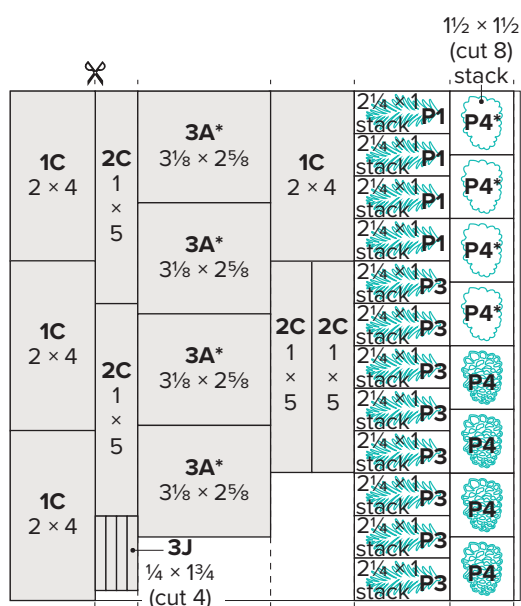 1½ × 1½
(cut 8)
stack
1C
2 × 4
1C
2 × 4
1C
2 × 4
2C
1
×
5
2C
1
×
5
3J
¼ × 1¾
(cut 4)
3A*
3⅛ × 2⅝
3A*
3⅛ × 2⅝
3A*
3⅛ × 2⅝
3A*
3⅛ × 2⅝
1C
2 × 4
2C
1
×
5
2C
1
×
5
2¼ × 1
stack P1
2¼ × 1
stack P1
2¼ × 1
stack P1
2¼ × 1
stack P1
2¼ × 1
stack P3
2¼ × 1
stack P3
2¼ × 1
stack P3
2¼ × 1
stack P3
2¼ × 1
stack P3
2¼ × 1
stack P3
2¼ × 1
stack P3
2¼ × 1
stack P3
P4*
P4*
P4*
P4*
P4
P4
P4
P4